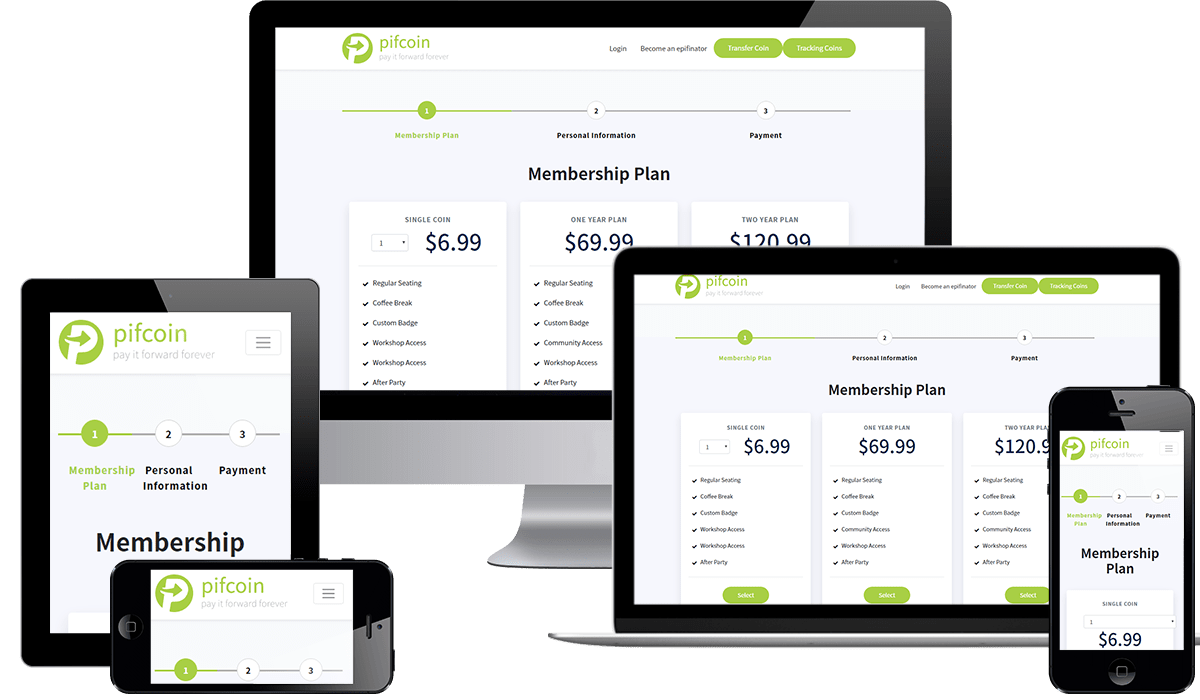 pifcoin
pay it forward forever
Login Become an epifinator Transfer Coin Tracking Coins
1 2 3
Membership Plan Personal Information Payment
Membership Plan
SINGLE COIN ONE YEAR PLAN TWO YEAR PLAN
1 $6.99 $69.99 $120.99
Regular Seating Regular Seating
Coffee Break Coffee Break
Custom Badge Custom Badge
Workshop Access Community Access
Workshop Access Workshop Access
After Party After Party
pifcoin
pay it forward forever
1 2 3
Membership Personal Payment
Plan Information
Membership
pifcoin
pay it forward forever
1 2 3
pifcoin
pay it forward forever
Login Become an epifinator Transfer Coin Tracking Coins
1 2 3
Membership Plan Personal Information Payment
Membership Plan
SINGLE COIN ONE YEAR PLAN TWO YEAR PLA
1 $6.99 $69.99 $120.9
Regular Seating Regular Seating Regular Seating
Coffee Break Coffee Break Coffee Break
Custom Badge Custom Badge Custom Badge
Workshop Access Community Access Community Access
Workshop Access Workshop Access Workshop Access
After Party After Party After Party
Select Select Select
pifcoin
pay it forward forever
1 2 3
Membership Personal Payment
Plan Information
Membership
Plan
SINGLE COIN
1
$6.99